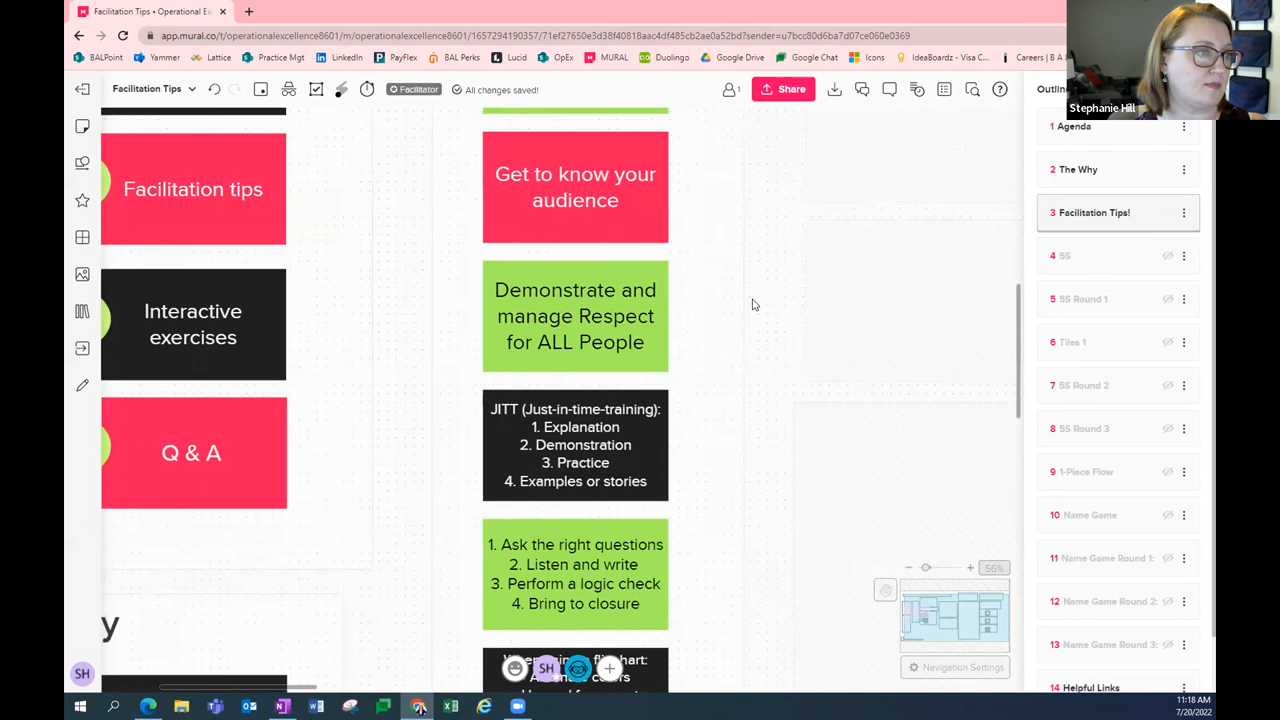 Facilitation Tips • Operational Ex
app.mural.co/t/operationalexcellence8601/m/operationalexcellence8601/1657294190357/71ef27650e3d38f40818aac4df485cb2ae0a52bd?sender=u7bcc80d6ba7d07ce060e0369
BALPoint
Yammer
Lattice
Practice Mgt
LinkedIn
PayFlex
BAL Perks
Lucid
OpEx
MURAL
Duolingo
Google Drive
Google Chat
Icons
IdeaBoardz - Visa C...
Careers | B A
Facilitation Tips
Facilitator
All changes saved!
1
Share
Stephanie Hill
Facilitation tips
Interactive
exercises
Q & A
y
Get to know your
audience
Demonstrate and
manage Respect
for ALL People
JITT (Just-in-time-training):
1. Explanation
2. Demonstration
3. Practice
4. Examples or stories
1. Ask the right questions
2. Listen and write
3. Perform a logic check
4. Bring to closure
Outlin
1 Agenda
2 The Why
3 Facilitation Tips!
4 5S
5 5S Round 1
6 Tiles 1
7 5S Round 2
8 5S Round 3
9 1-Piece Flow
10 Name Game
11 Name Game Round 1:
12 Name Game Round 2:
13 Name Game Round 3:
14 Helpful Links
56%
Navigation Settings
SH
SH
11:18 AM
7/20/2022